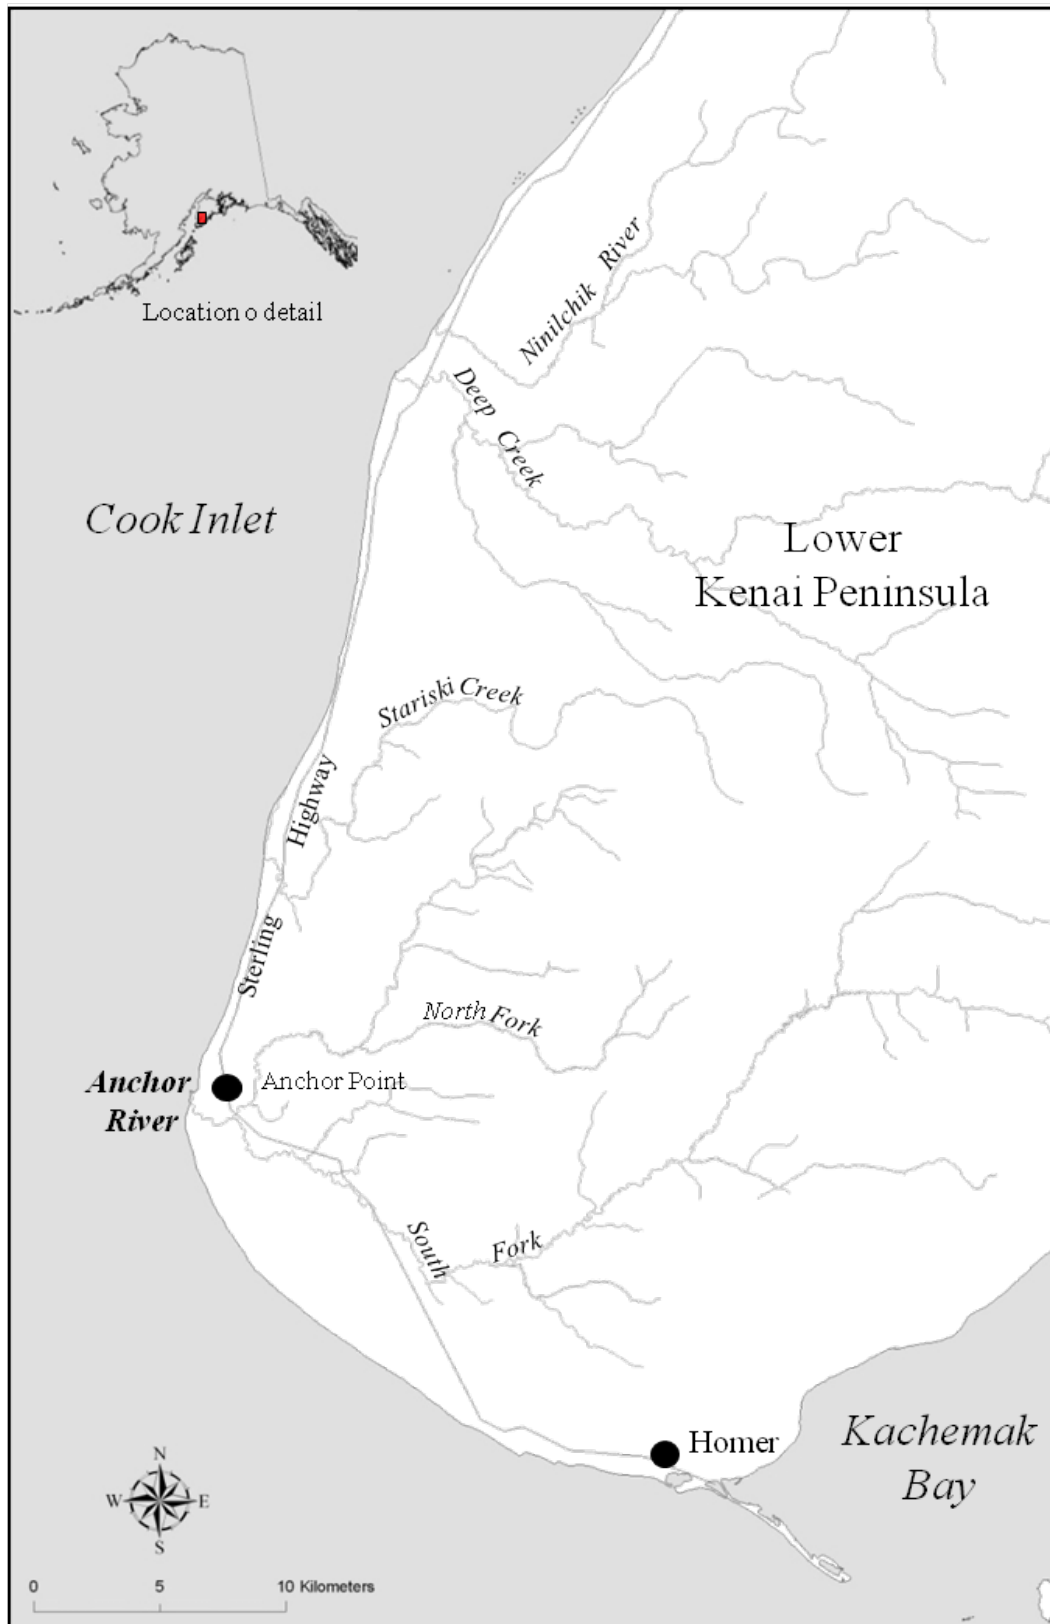 Location o detail
Ninilchik River
Deep Creek
Cook Inlet
Lower
Kenai Peninsula
Stariski Creek
Sterling Highway
North Fork
Anchor
River
Anchor Point
South Fork
Homer
Kachemak
Bay
N
W E
S
0 5 10 Kilometers